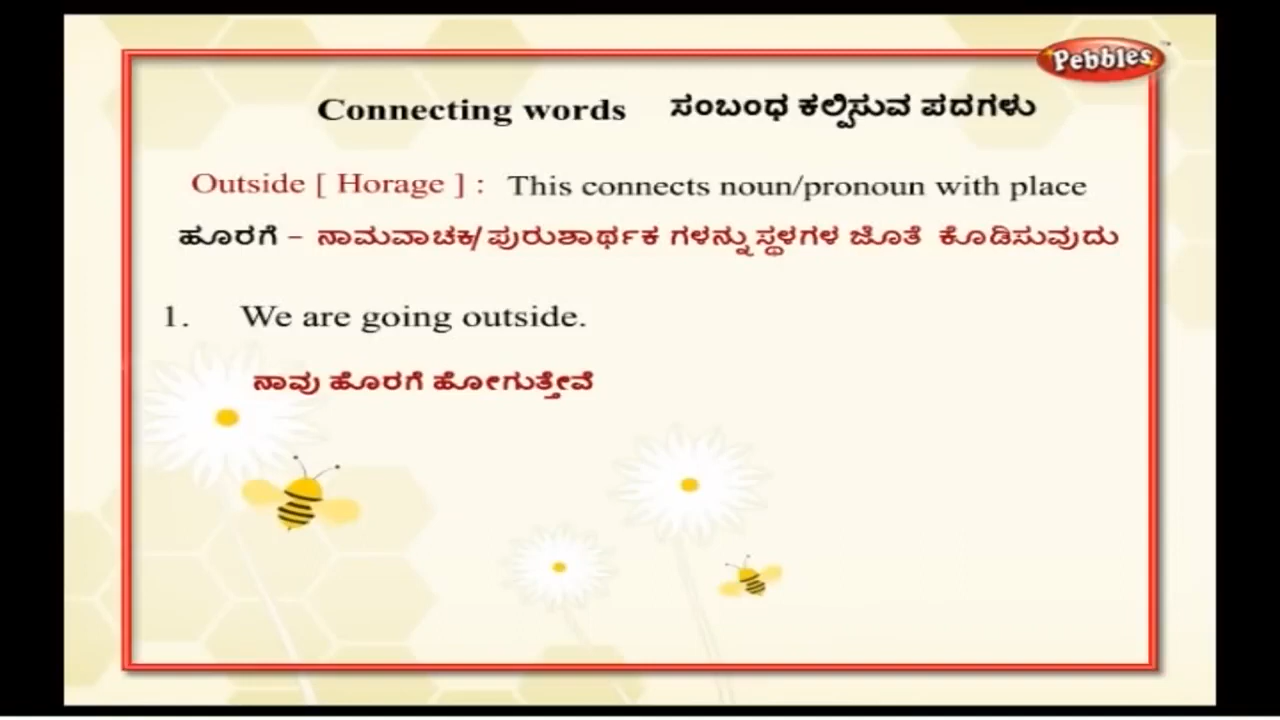 Pebbles™
Connecting words ಸಂಬಂಧ ಕಲ್ಪಿಸುವ ಪದಗಳು
Outside [ Horage ] : This connects noun/pronoun with place
ಹೂರಗೆ – ನಾಮವಾಚಕ/ಪುರುಶಾರ್ಥಕ ಗಳನ್ನು ಸ್ಥಳಗಳ ಜೊತೆ ಕೊಡಿಸುವುದು
1. We are going outside.
ನಾವು ಹೊರಗೆ ಹೋಗುತ್ತೇವೆ